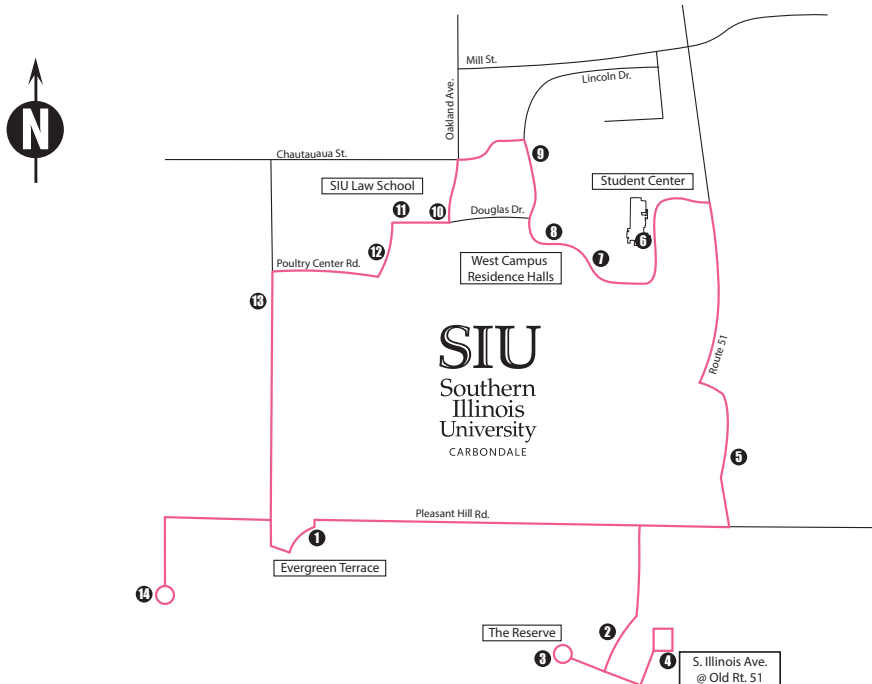 Mill St.
Lincoln Dr.
Oakland Ave.
N
Chautauaua St.
9
SIU Law School
Student Center
11
10
Douglas Dr.
8
6
12
Poultry Center Rd.
West Campus
Residence Halls
7
13
SIU
Southern
Illinois
University
CARBONDALE
Route 51
5
Pleasant Hill Rd.
1
Evergreen Terrace
14
The Reserve
2
3
4
S. Illinois Ave.
@ Old Rt. 51